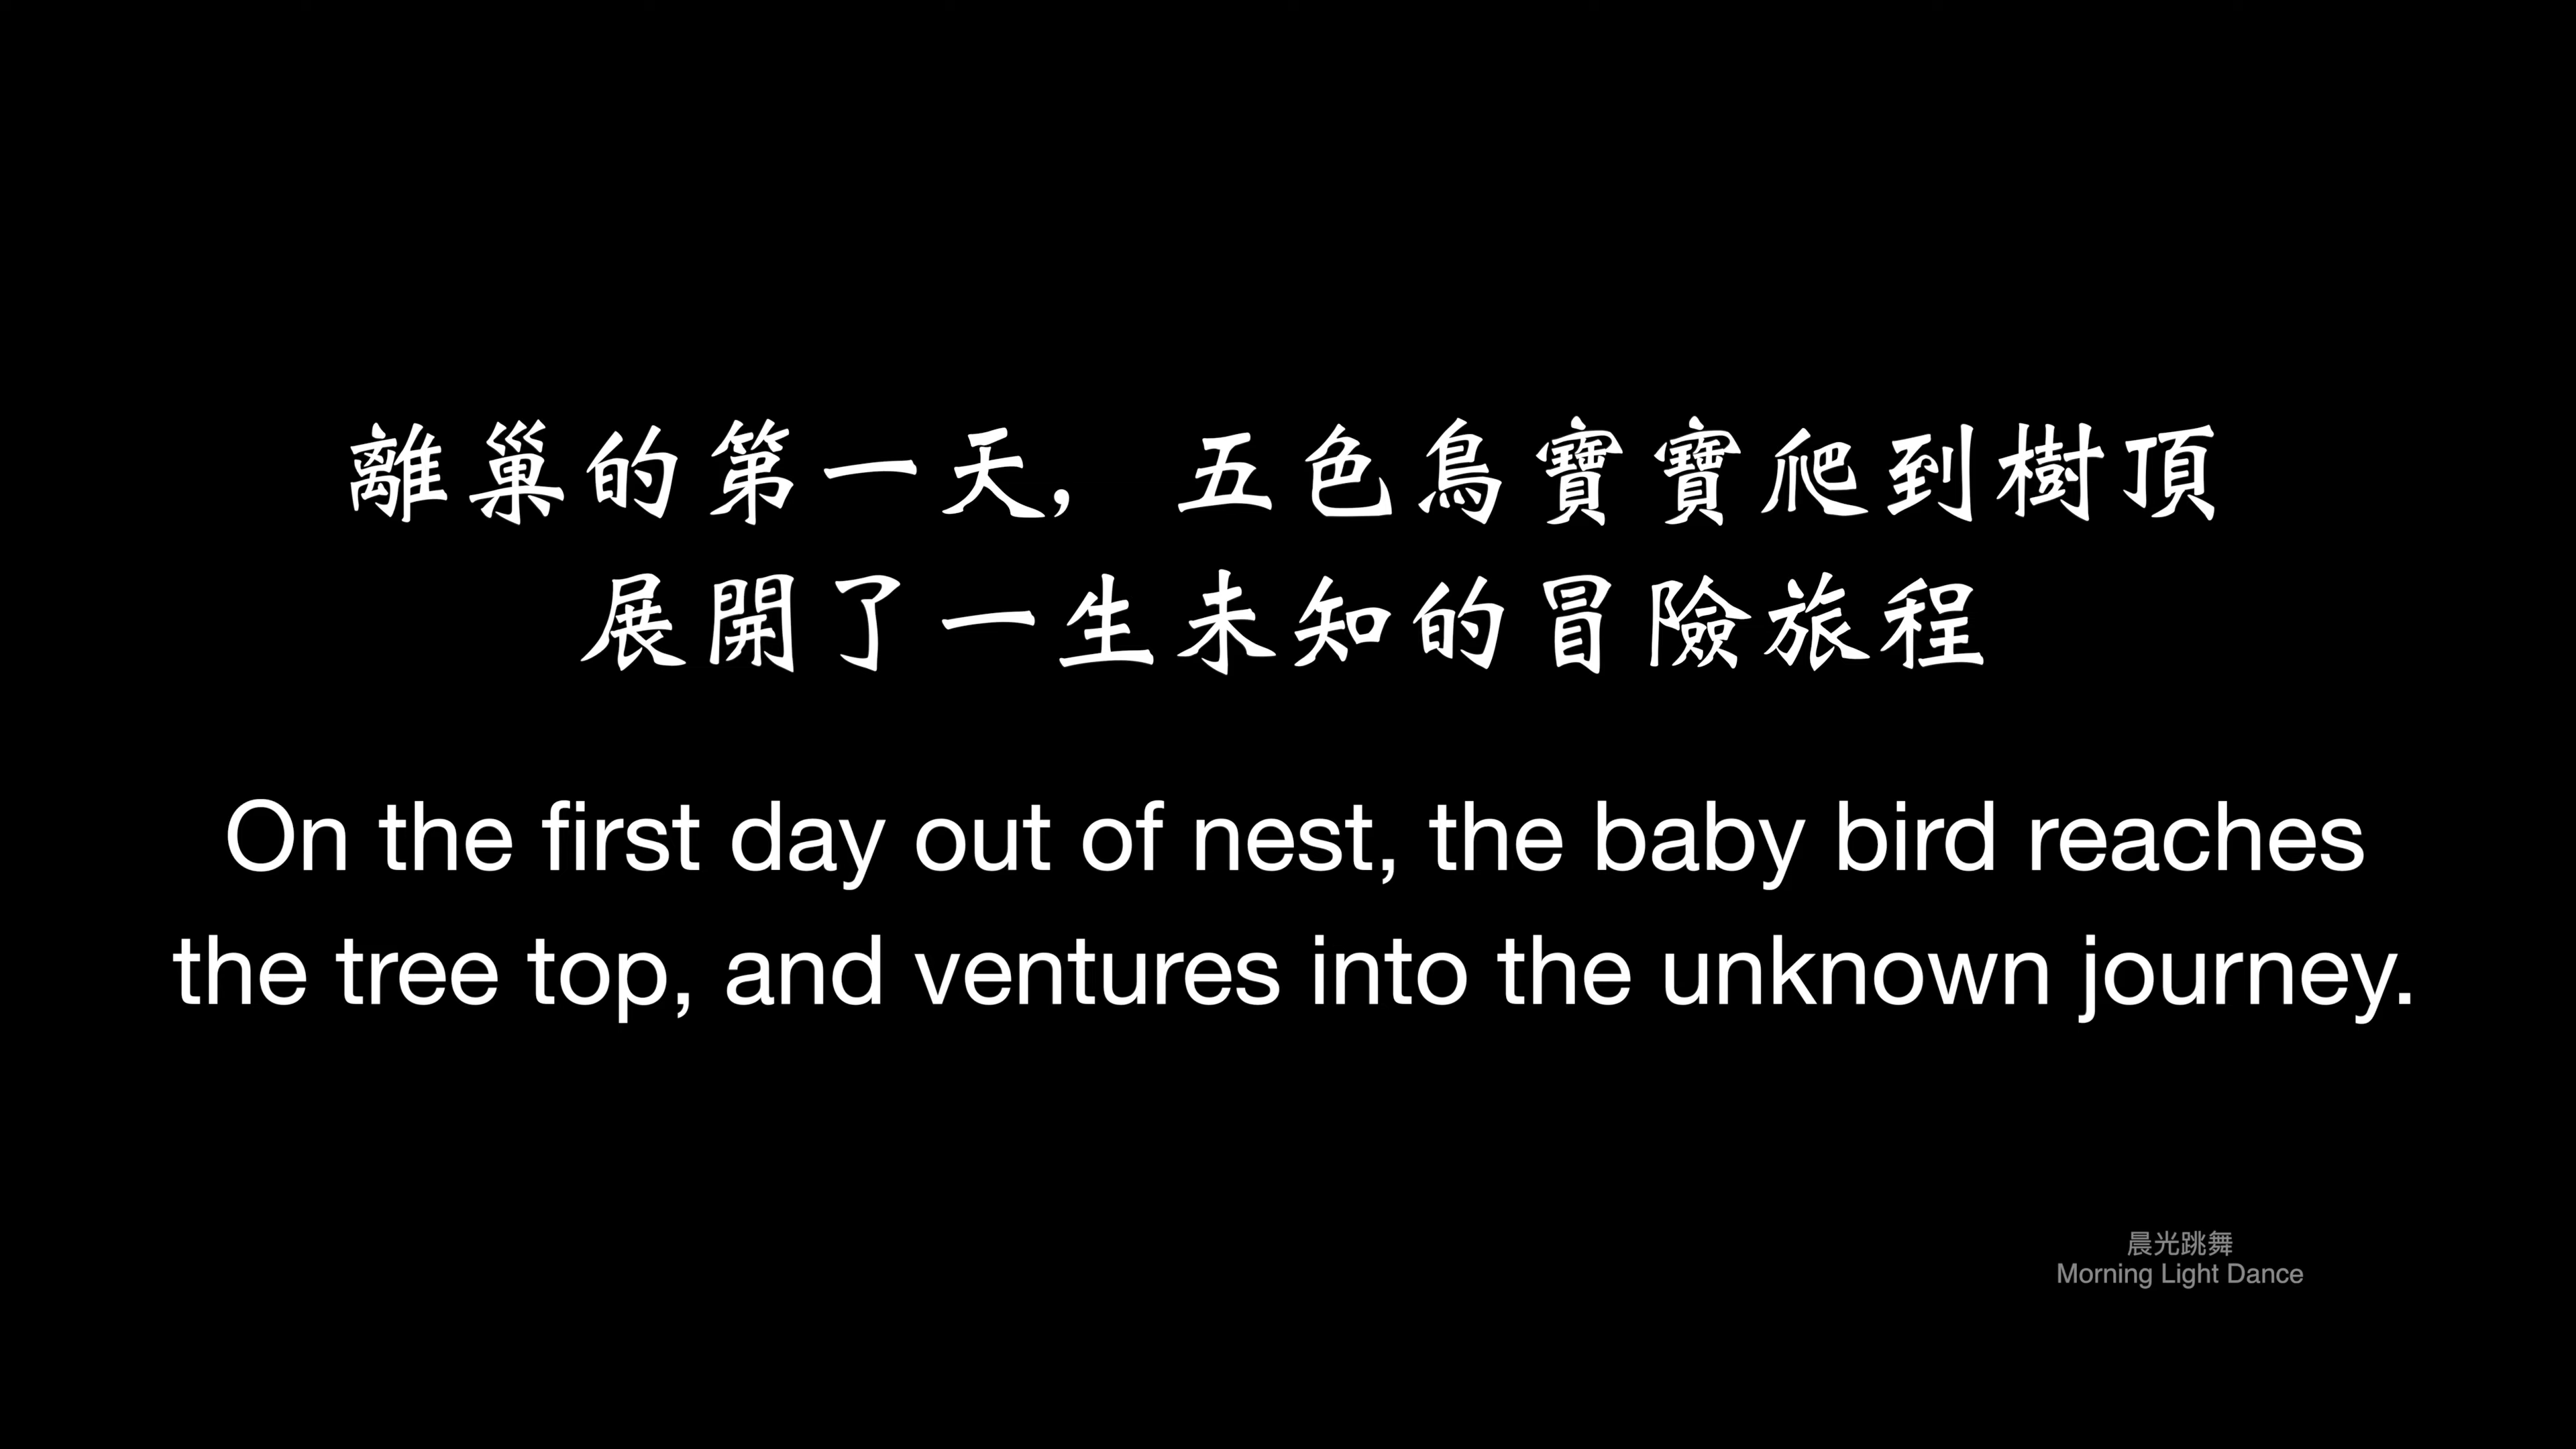 離巢的第一天，五色鳥寶寶爬到樹頂
展開了一生未知的冒險旅程
On the first day out of nest, the baby bird reaches
the tree top, and ventures into the unknown journey.
晨光跳舞
Morning Light Dance